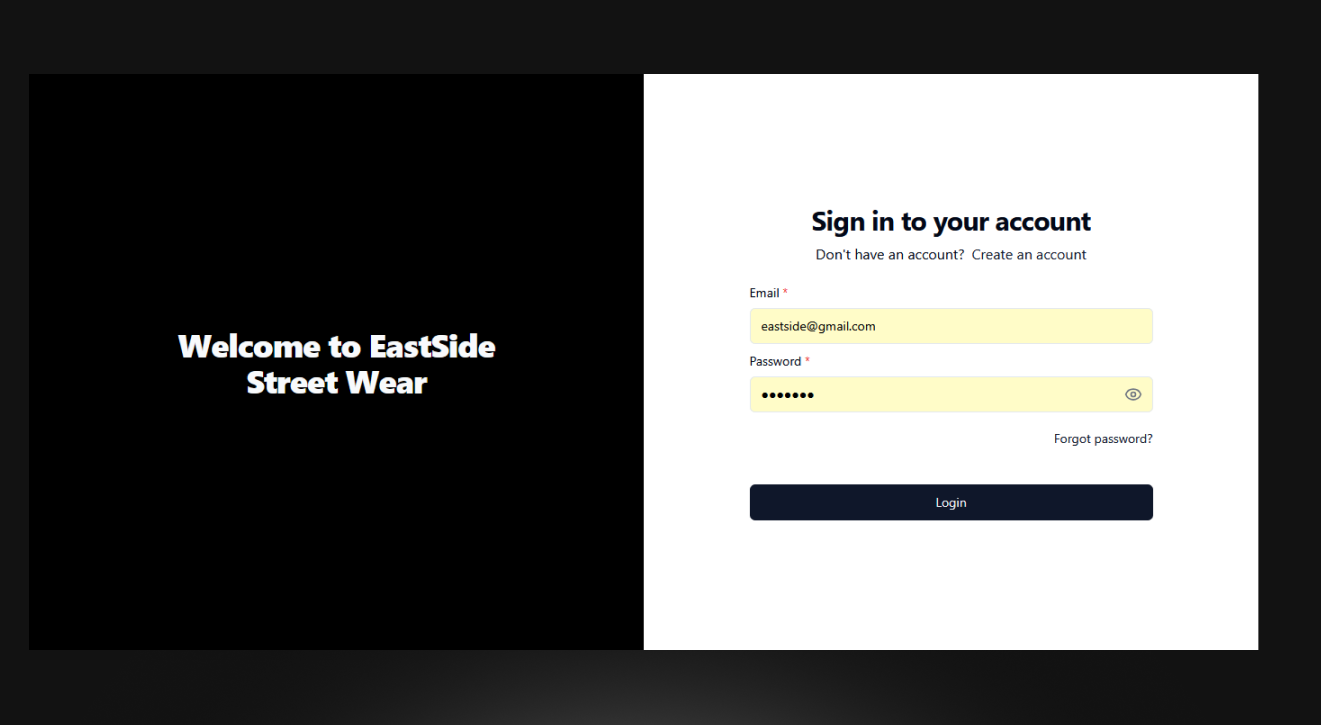 Welcome to EastSide
Street Wear
Sign in to your account
Don't have an account? Create an account
Email *
eastside@gmail.com
Password *
•••••••
Forgot password?
Login